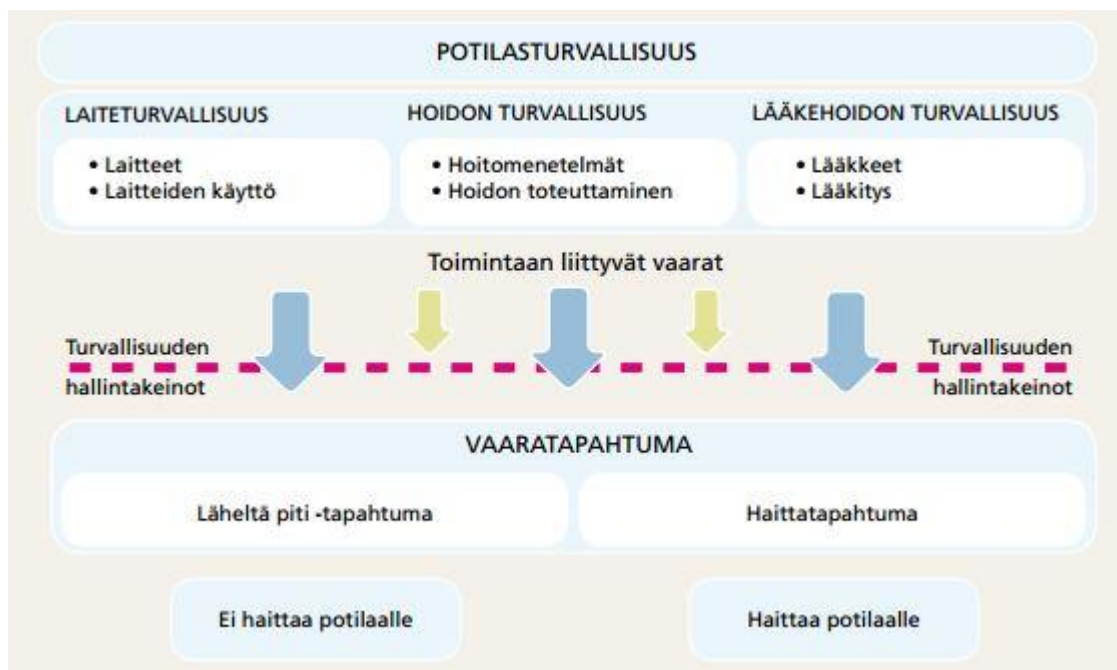 POTILASTURVALLISUUS
LAITETURVALLISUUS
• Laitteet
• Laitteiden käyttö
HOIDON TURVALLISUUS
• Hoitomenetelmät
• Hoidon toteuttaminen
LÄÄKEHOIDON TURVALLISUUS
• Lääkkeet
• Lääkitys
Toimintaan liittyvät vaarat
Turvallisuuden
hallintakeinot
Turvallisuuden
hallintakeinot
VAARATAPAHTUMA
Läheltä piti -tapahtuma
Haittatapahtuma
Ei haittaa potilaalle
Haittaa potilaalle